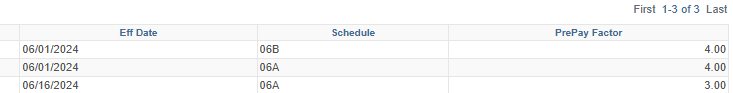 First 1-3 of 3 Last
Eff Date Schedule PrePay Factor
06/01/2024 06B 4.00
06/01/2024 06A 4.00
06/16/2024 06A 3.00